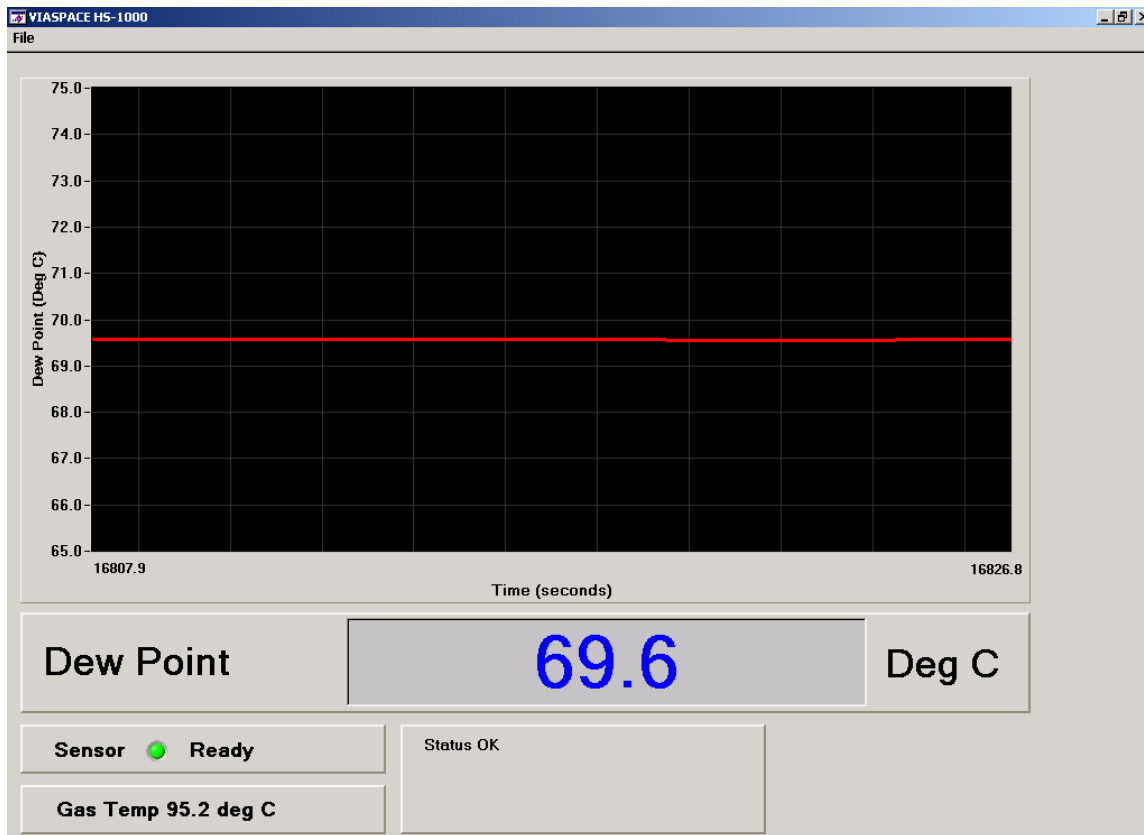 VIASPACE HS-1000
File
75.0
74.0
73.0
72.0
71.0
70.0
69.0
68.0
67.0
66.0
65.0
Dew Point (Deg C)
16807.9
16826.8
Time (seconds)
Dew Point 69.6 Deg C
Sensor Ready
Status OK
Gas Temp 95.2 deg C